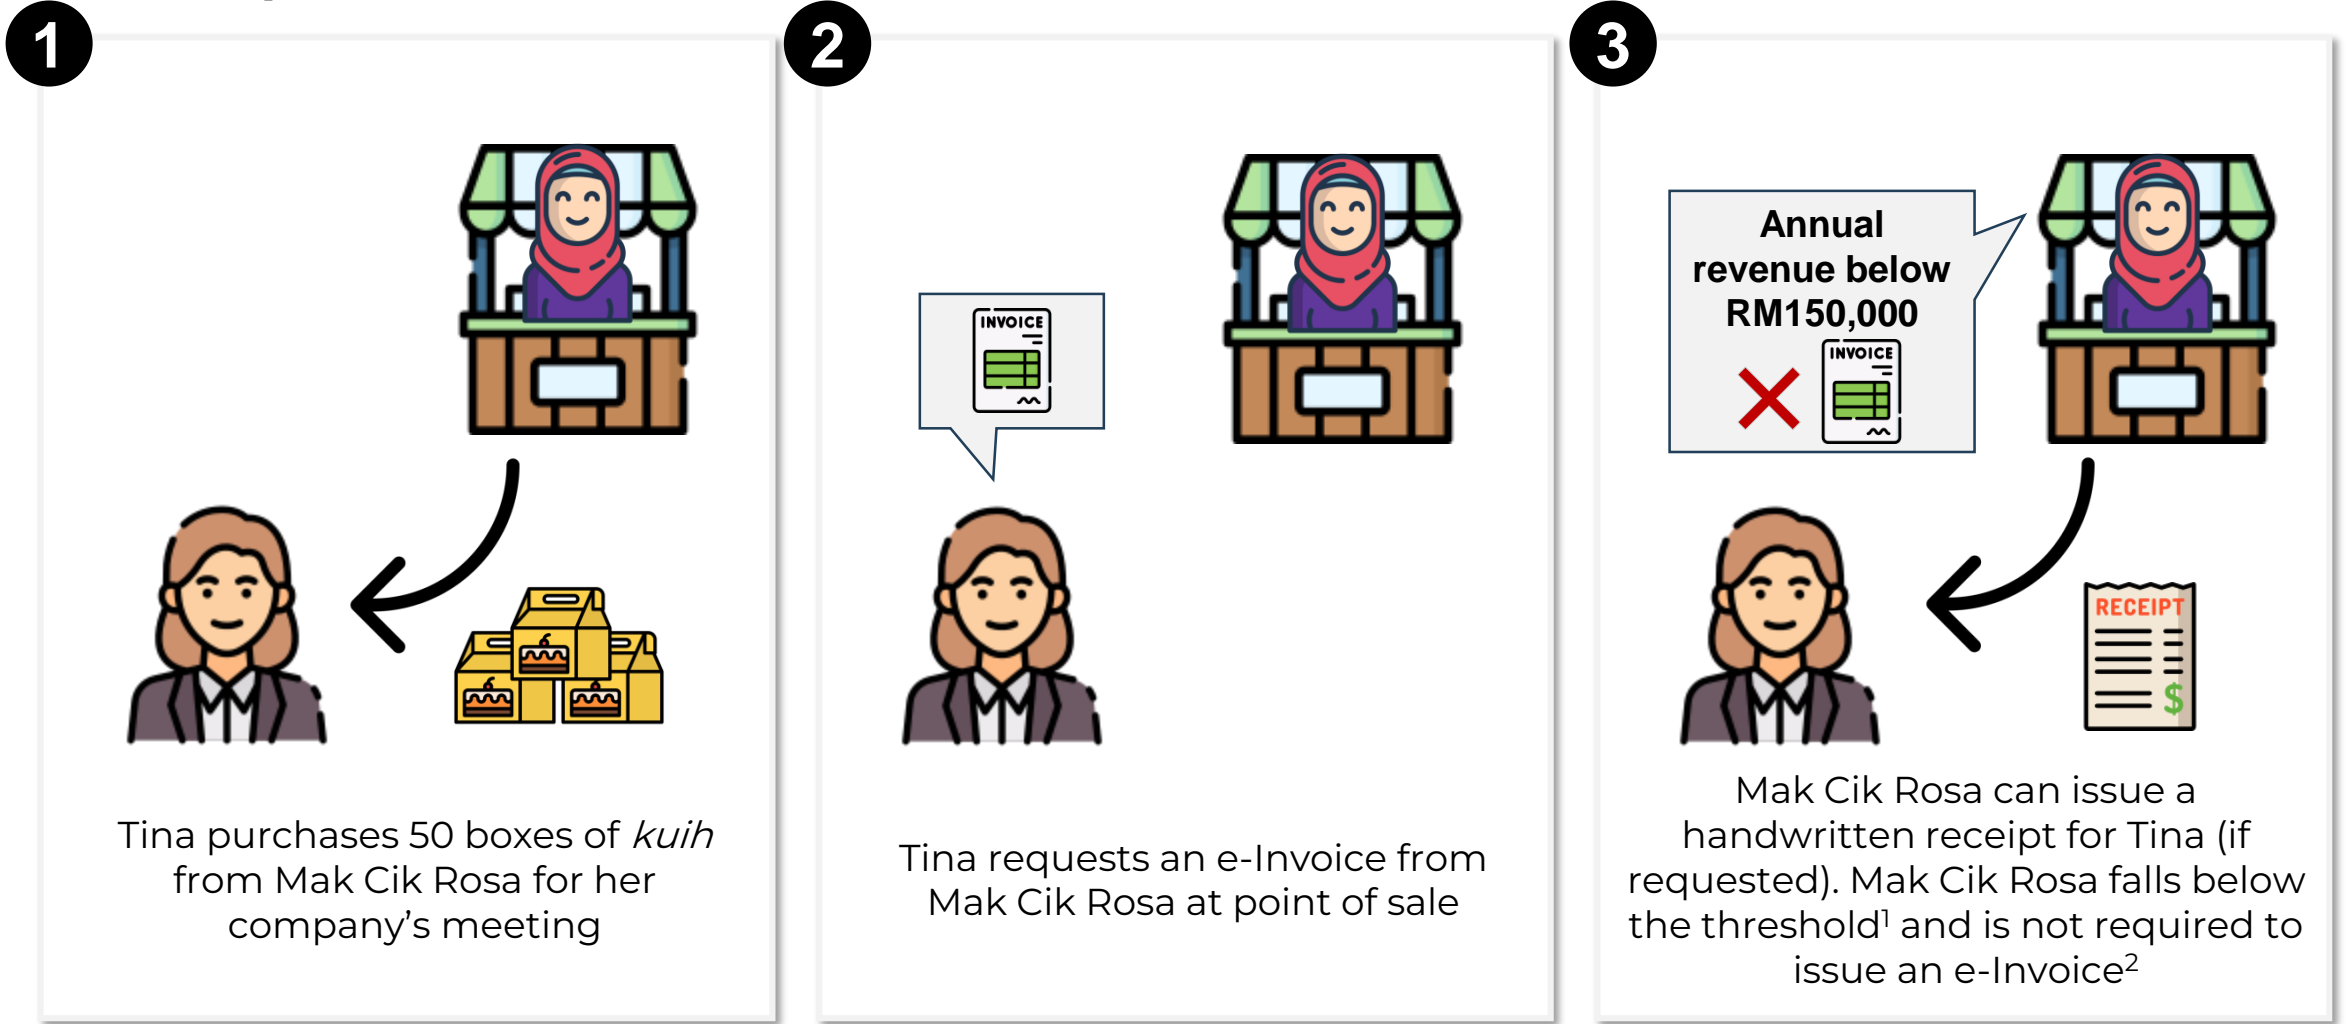 1
Tina purchases 50 boxes of kuih
from Mak Cik Rosa for her
company's meeting
2
INVOICE
Tina requests an e-Invoice from
Mak Cik Rosa at point of sale
3
Annual
revenue below
RM150,000
INVOICE
RECEIPT
$
Mak Cik Rosa can issue a
handwritten receipt for Tina (if
requested). Mak Cik Rosa falls below
the threshold¹ and is not required to
issue an e-Invoice²